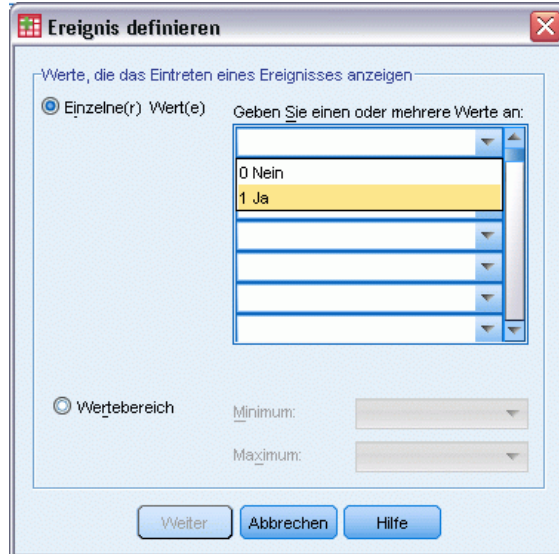 Ereignis definieren
Werte, die das Eintreten eines Ereignisses anzeigen
Einzelne(r) Wert(e)
Geben Sie einen oder mehrere Werte an:
0 Nein
1 Ja
Wertebereich
Minimum:
Maximum:
Weiter
Abbrechen
Hilfe